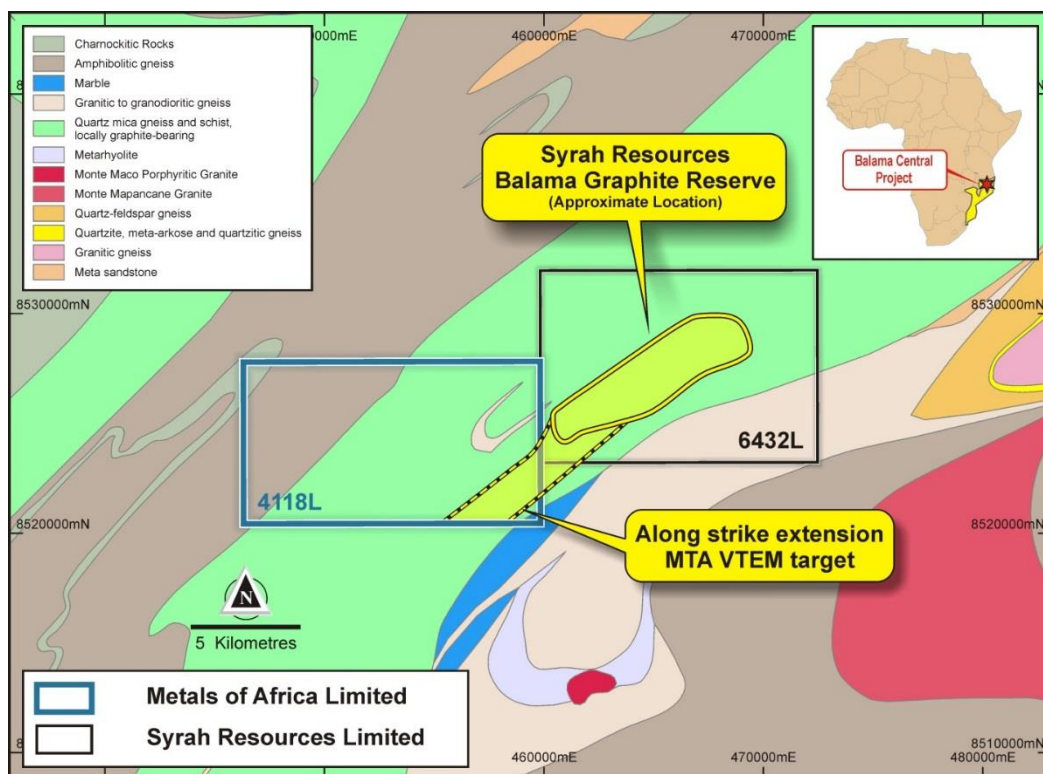 460000mE
470000mE
Charnockitic Rocks
Amphibolitic gneiss
Marble
Granitic to granodioritic gneiss
Quartz mica gneiss and schist,
locally graphite-bearing
Metarhyolite
Monte Maco Porphyritic Granite
Monte Mapancane Granite
Quartz-feldspar gneiss
Quartzite, meta-arkose and quartzitic gneiss
Granitic gneiss
Meta sandstone
Balama Central
Project
Syrah Resources
Balama Graphite Reserve
(Approximate Location)
8530000mN
8530000mN
6432L
4118L
8520000mN
8520000mN
Along strike extension
MTA VTEM target
N
5 Kilometres
Metals of Africa Limited
Syrah Resources Limited
8510000mN
460000mE
470000mE
480000mE